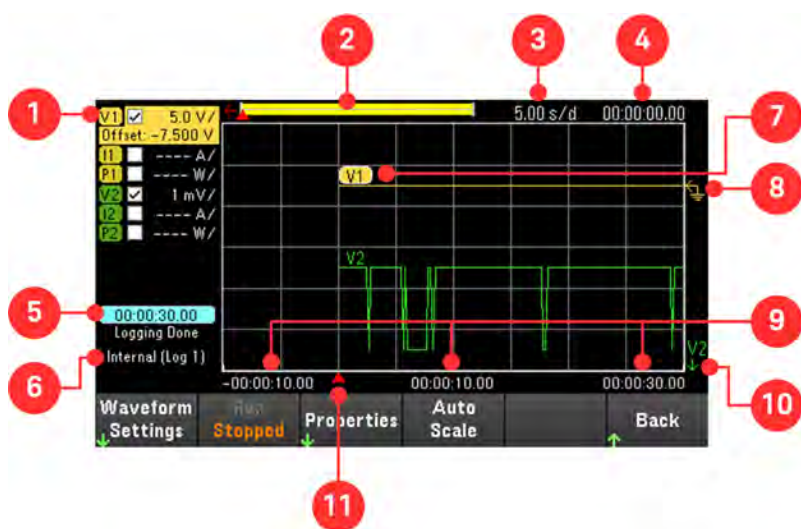 2
3
4
1
V1 5.0 V/
5.00 s/d
00:00:00.00
Offset: -7.500 V
7
I1 ---- A/
P1 ---- W/
V1
V2 1 mV/
8
I2 ---- A/
P2 ---- W/
V2
5
00:00:30.00
9
Logging Done
6
Internal (Log 1)
V2
10
-00:00:10.00
00:00:10.00
00:00:30.00
Waveform Settings
Run Stopped
Properties
Auto Scale
Back
11